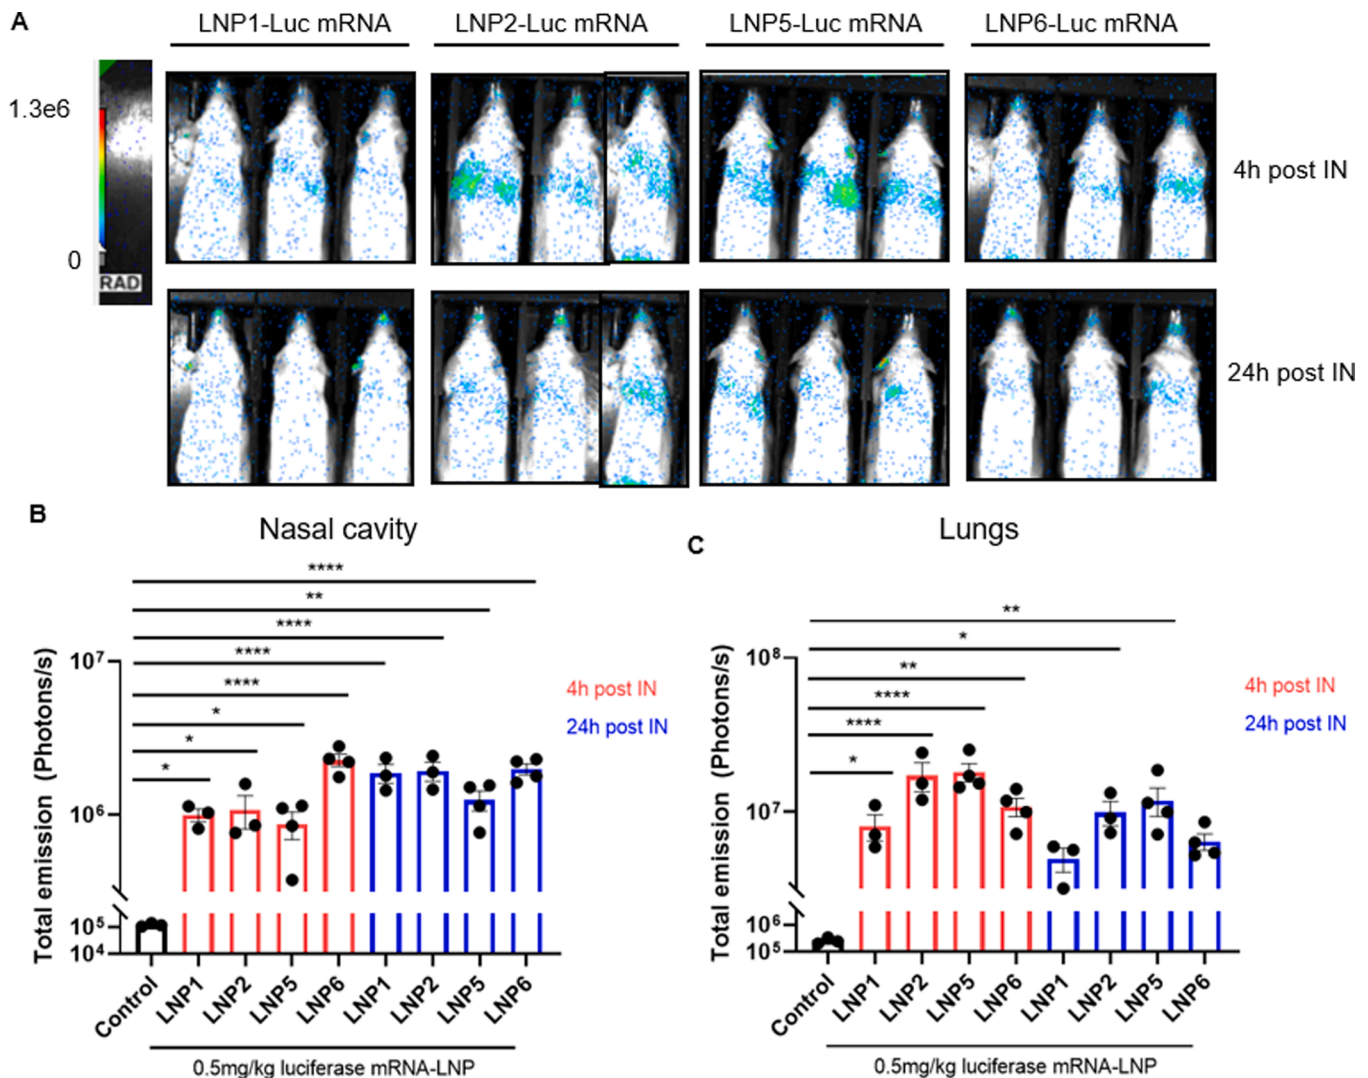 A
LNP1-Luc mRNA
LNP2-Luc mRNA
LNP5-Luc mRNA
LNP6-Luc mRNA
1.3e6
0
RAD
4h post IN
24h post IN
B
Nasal cavity
****
**
****
****
****
*
*
*
Total emission (Photons/s)
10⁷
10⁶
10⁵
10⁴
4h post IN
24h post IN
Control
LNP1
LNP2
LNP5
LNP6
LNP1
LNP2
LNP5
LNP6
0.5mg/kg luciferase mRNA-LNP
C
Lungs
**
*
**
****
****
*
Total emission (Photons/s)
10⁸
10⁷
10⁶
10⁵
4h post IN
24h post IN
Control
LNP1
LNP2
LNP5
LNP6
LNP1
LNP2
LNP5
LNP6
0.5mg/kg luciferase mRNA-LNP